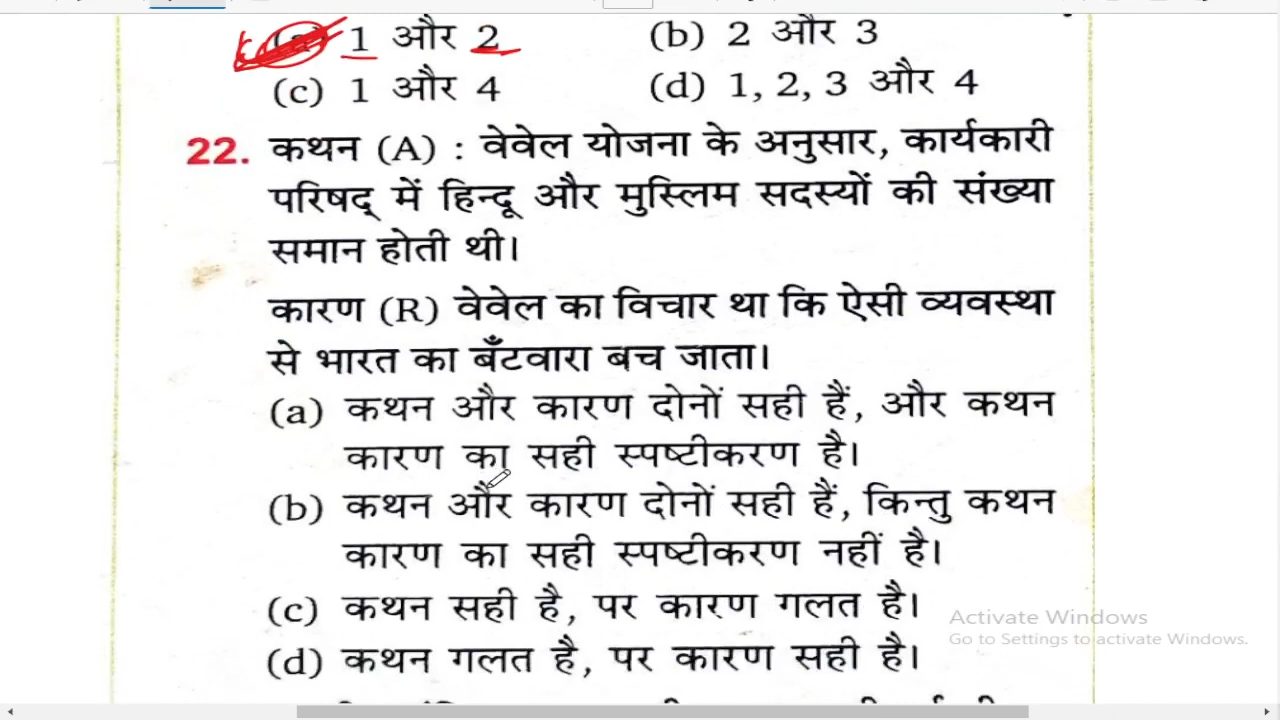 (a) 1 और 2 (b) 2 और 3
(c) 1 और 4 (d) 1, 2, 3 और 4
22. कथन (A) : वेवेल योजना के अनुसार, कार्यकारी
परिषद् में हिन्दू और मुस्लिम सदस्यों की संख्या
समान होती थी।
कारण (R) वेवेल का विचार था कि ऐसी व्यवस्था
से भारत का बँटवारा बच जाता।
(a) कथन और कारण दोनों सही हैं, और कथन
कारण का सही स्पष्टीकरण है।
(b) कथन और कारण दोनों सही हैं, किन्तु कथन
कारण का सही स्पष्टीकरण नहीं है।
(c) कथन सही है, पर कारण गलत है।
(d) कथन गलत है, पर कारण सही है।
Activate Windows
Go to Settings to activate Windows.